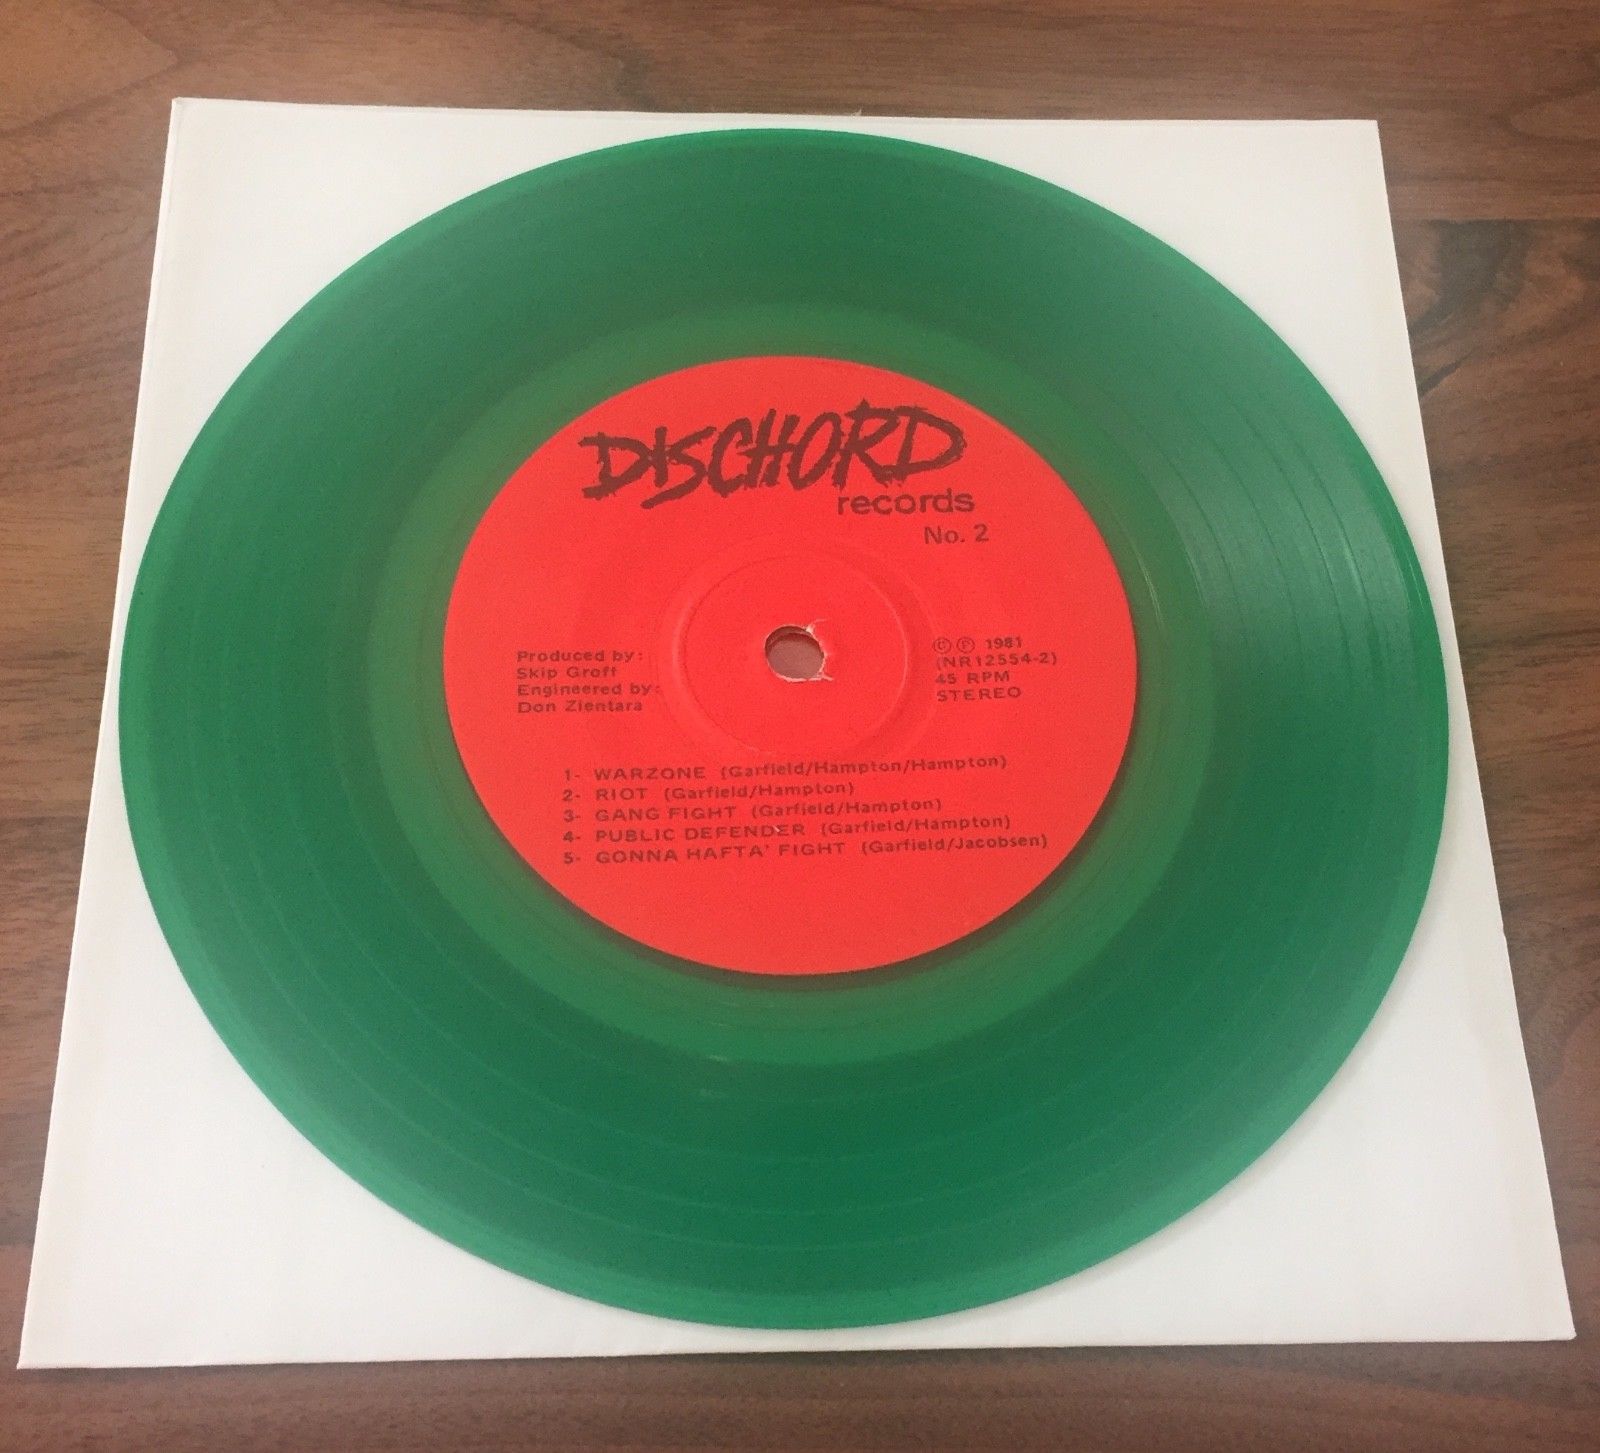 DISCHORD
records
No. 2
Produced by:
Skip Groff
Engineered by:
Don Zientara
© ℗ 1981
(NR12554-2)
45 RPM
STEREO
1- WARZONE (Garfield/Hampton/Hampton)
2- RIOT (Garfield/Hampton)
3- GANG FIGHT (Garfield/Hampton)
4- PUBLIC DEFENDER (Garfield/Hampton)
5- GONNA HAFTA' FIGHT (Garfield/Jacobsen)